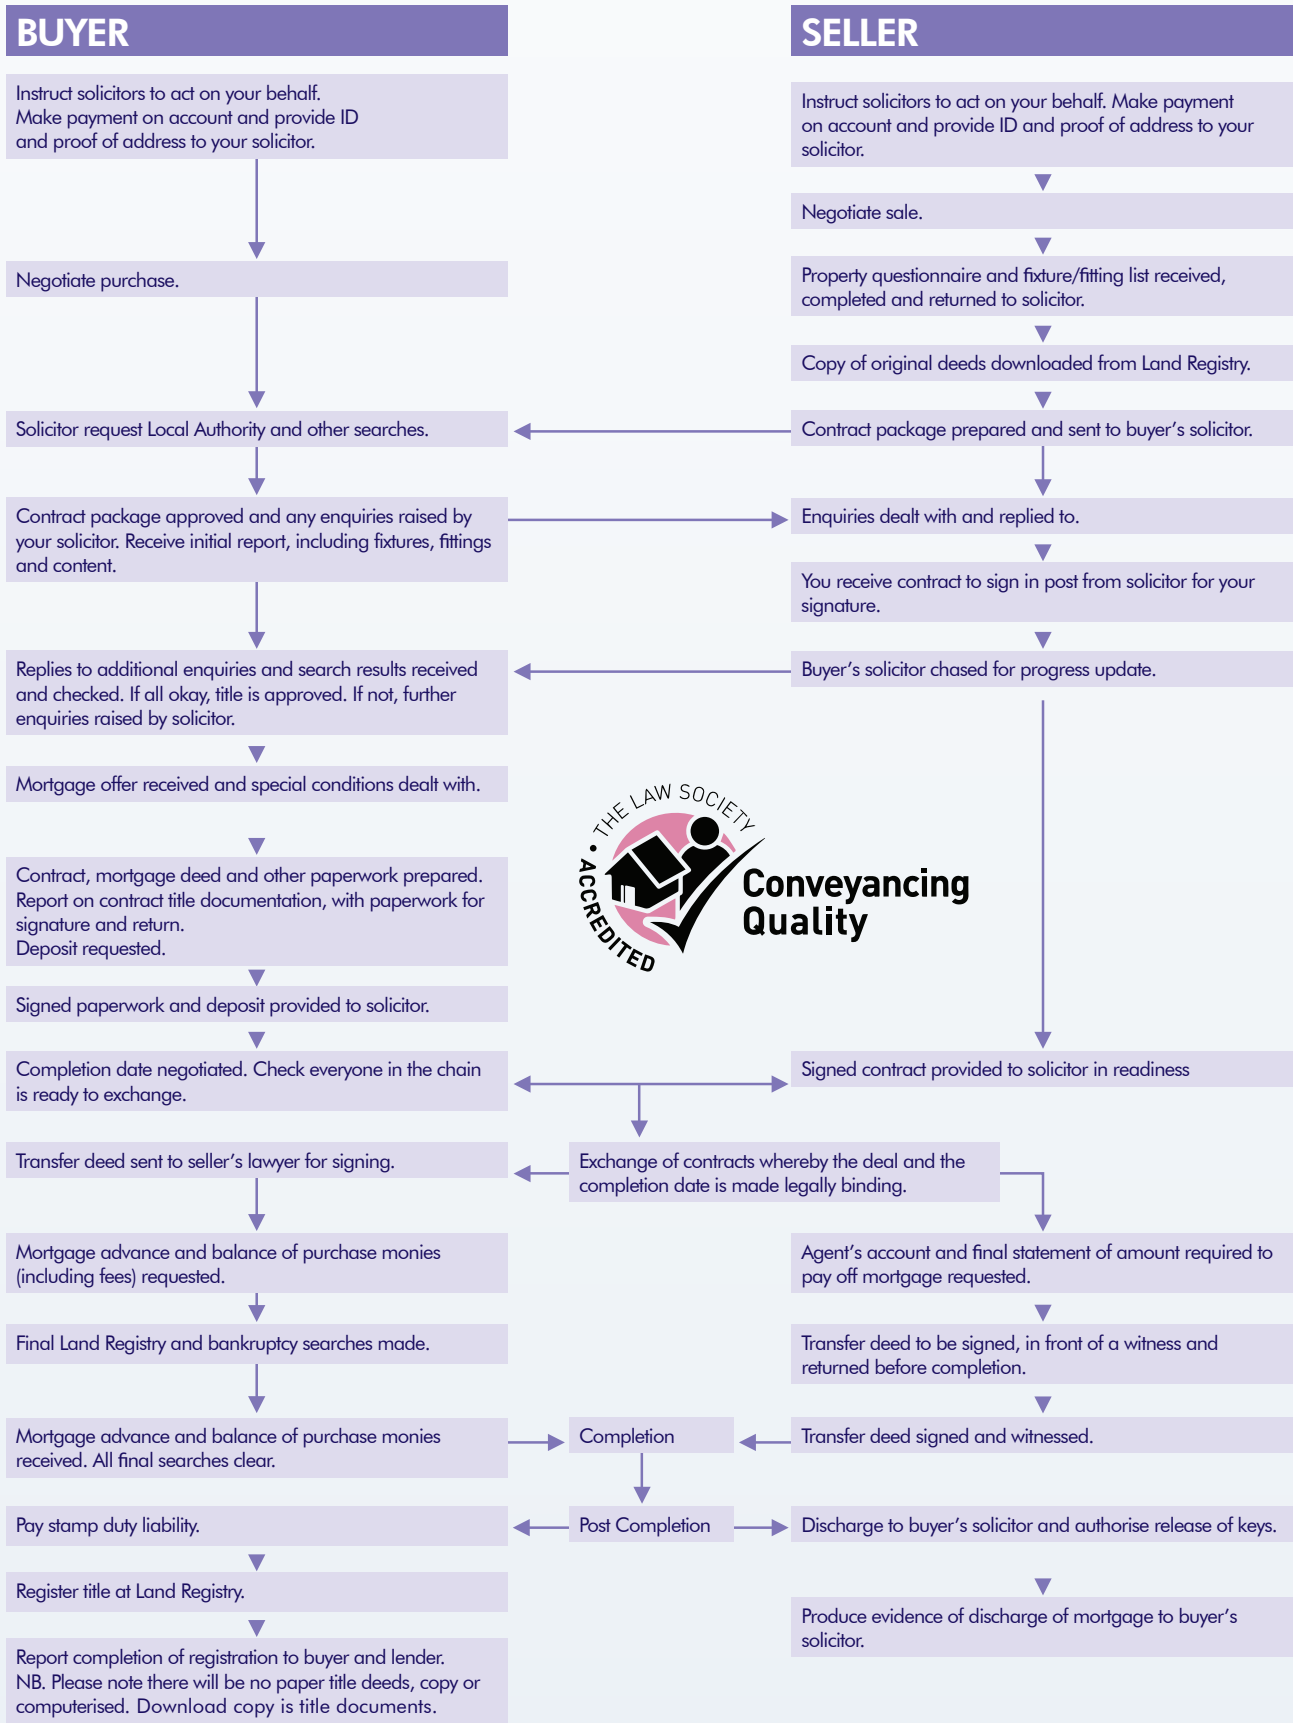 BUYER
Instruct solicitors to act on your behalf.
Make payment on account and provide ID
and proof of address to your solicitor.
Negotiate purchase.
Solicitor request Local Authority and other searches.
Contract package approved and any enquiries raised by
your solicitor. Receive initial report, including fixtures, fittings
and content.
Replies to additional enquiries and search results received
and checked. If all okay, title is approved. If not, further
enquiries raised by solicitor.
Mortgage offer received and special conditions dealt with.
Contract, mortgage deed and other paperwork prepared.
Report on contract title documentation, with paperwork for
signature and return.
Deposit requested.
Signed paperwork and deposit provided to solicitor.
Completion date negotiated. Check everyone in the chain
is ready to exchange.
Transfer deed sent to seller's lawyer for signing.
Mortgage advance and balance of purchase monies
(including fees) requested.
Final Land Registry and bankruptcy searches made.
Mortgage advance and balance of purchase monies
received. All final searches clear.
Pay stamp duty liability.
Register title at Land Registry.
Report completion of registration to buyer and lender.
NB. Please note there will be no paper title deeds, copy or
computerised. Download copy is title documents.
• THE LAW SOCIETY •
ACCREDITED
Conveyancing
Quality
Exchange of contracts whereby the deal and the
completion date is made legally binding.
Completion
Post Completion
SELLER
Instruct solicitors to act on your behalf. Make payment
on account and provide ID and proof of address to your
solicitor.
Negotiate sale.
Property questionnaire and fixture/fitting list received,
completed and returned to solicitor.
Copy of original deeds downloaded from Land Registry.
Contract package prepared and sent to buyer's solicitor.
Enquiries dealt with and replied to.
You receive contract to sign in post from solicitor for your
signature.
Buyer's solicitor chased for progress update.
Signed contract provided to solicitor in readiness
Agent's account and final statement of amount required to
pay off mortgage requested.
Transfer deed to be signed, in front of a witness and
returned before completion.
Transfer deed signed and witnessed.
Discharge to buyer's solicitor and authorise release of keys.
Produce evidence of discharge of mortgage to buyer's
solicitor.